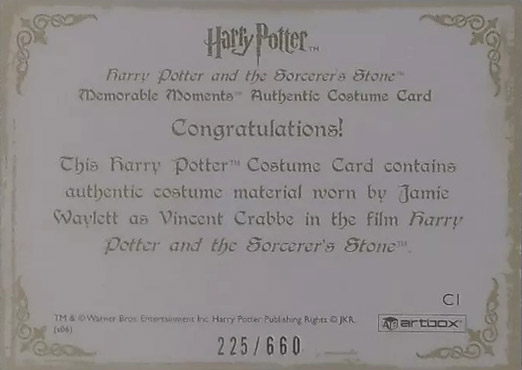 Harry Potter™
Harry Potter and the Sorcerer's Stone™
Memorable Moments™ Authentic Costume Card
Congratulations!
This Harry Potter™ Costume Card contains
authentic costume material worn by Jamie
Waylett as Vincent Crabbe in the film Harry
Potter and the Sorcerer's Stone™.
C1
TM & © Warner Bros. Entertainment Inc. Harry Potter Publishing Rights © JKR.
(s06)
artbox
225/660